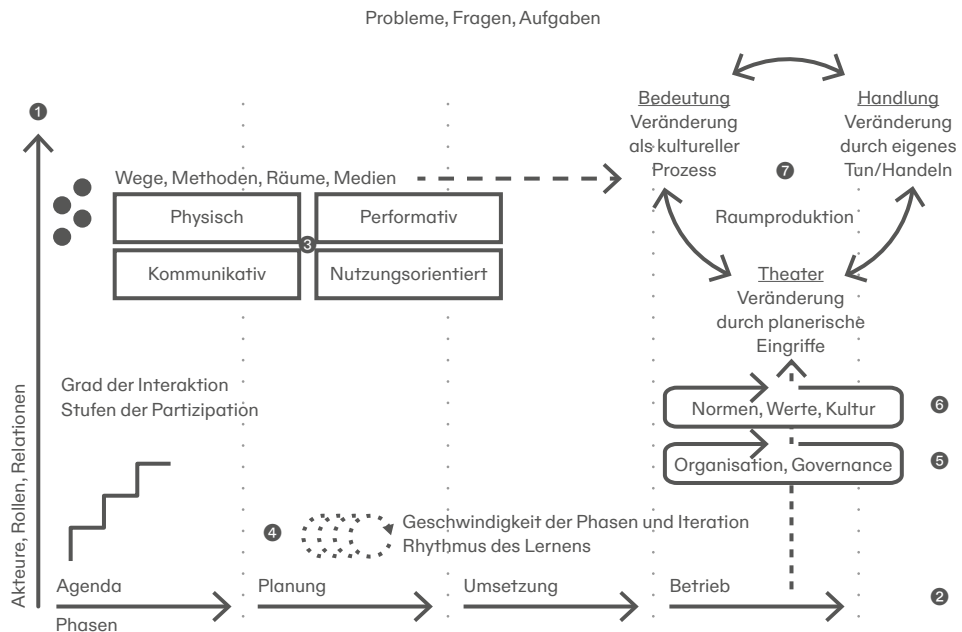 Probleme, Fragen, Aufgaben
1
Bedeutung
Veränderung
als kultureller
Prozess
Handlung
Veränderung
durch eigenes
Tun/Handeln
7
Wege, Methoden, Räume, Medien
Physisch
Performativ
3
Kommunikativ
Nutzungsorientiert
Raumproduktion
Theater
Veränderung
durch planerische
Eingriffe
Akteure, Rollen, Relationen
Grad der Interaktion
Stufen der Partizipation
Normen, Werte, Kultur
6
Organisation, Governance
5
4
Geschwindigkeit der Phasen und Iteration
Rhythmus des Lernens
Agenda
Planung
Umsetzung
Betrieb
2
Phasen